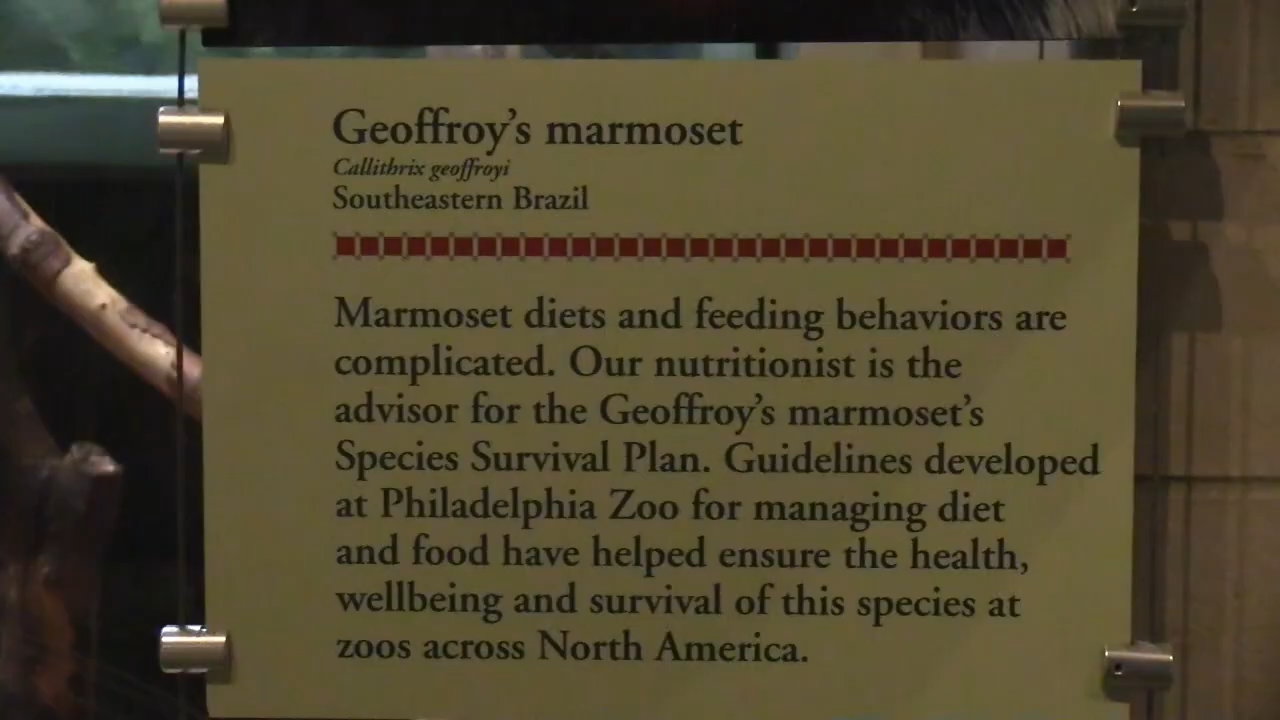 Geoffroy's marmoset
Callithrix geoffroyi
Southeastern Brazil
Marmoset diets and feeding behaviors are
complicated. Our nutritionist is the
advisor for the Geoffroy's marmoset's
Species Survival Plan. Guidelines developed
at Philadelphia Zoo for managing diet
and food have helped ensure the health,
wellbeing and survival of this species at
zoos across North America.